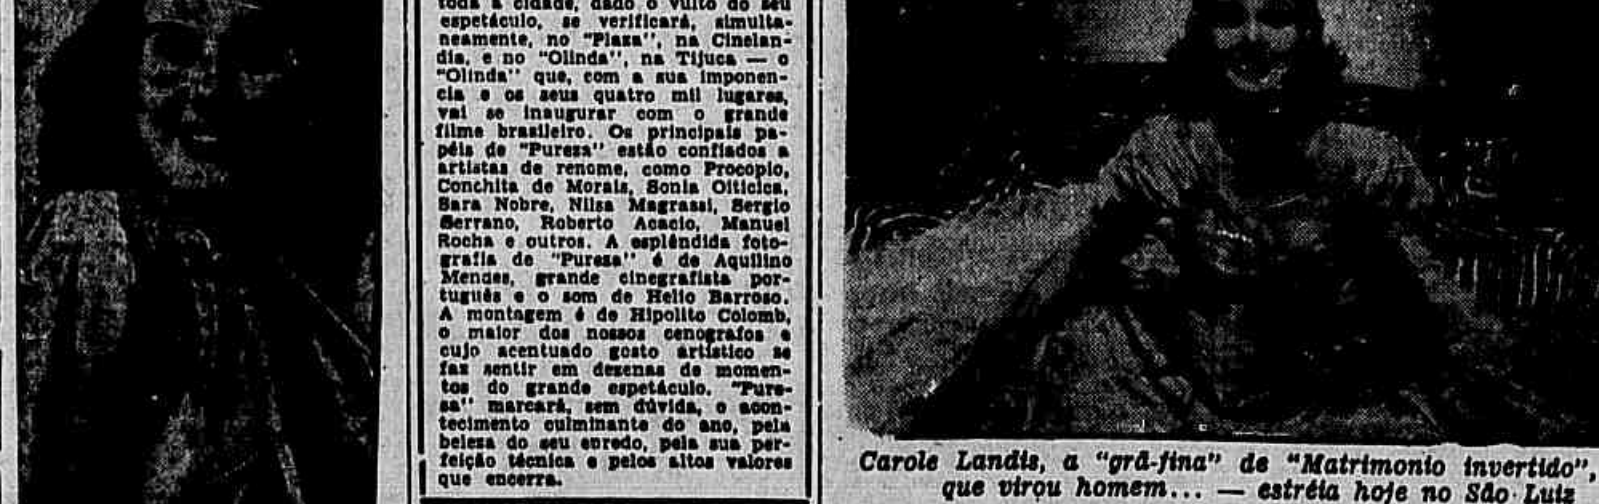 toda a cidade, dado o vulto do seu
espetáculo, se verificará, simulta-
neamente, no "Plaza", na Cinelan-
dia, e no "Olinda", na Tijuca — o
"Olinda" que, com a sua imponen-
cia e os seus quatro mil lugares,
vai se inaugurar com o grande
filme brasileiro. Os principais pa-
péis de "Pureza" estão confiados a
artistas de renome, como Procopio,
Conchita de Morais, Sonia Oiticica,
Sara Nobre, Nilsa Magrassi, Sergio
Serrano, Roberto Acacio, Manuel
Rocha e outros. A esplêndida foto-
grafia de "Pureza" é de Aquilino
Mendes, grande cinegrafista por-
tuguês e o som de Helio Barroso.
A montagem é de Hipolito Colomb,
o maior dos nossos cenografos e
cujo acentuado gosto artistico se
faz sentir em dezenas de momen-
tos do grande espetáculo. "Pure-
za" marcará, sem dúvida, o acon-
tecimento culminante do ano, pela
beleza do seu enredo, pela sua per-
feição técnica e pelos altos valores
que encerra.
Carole Landis, a "grã-fina" de "Matrimonio invertido",
que virou homem... — estréia hoje no São Luiz